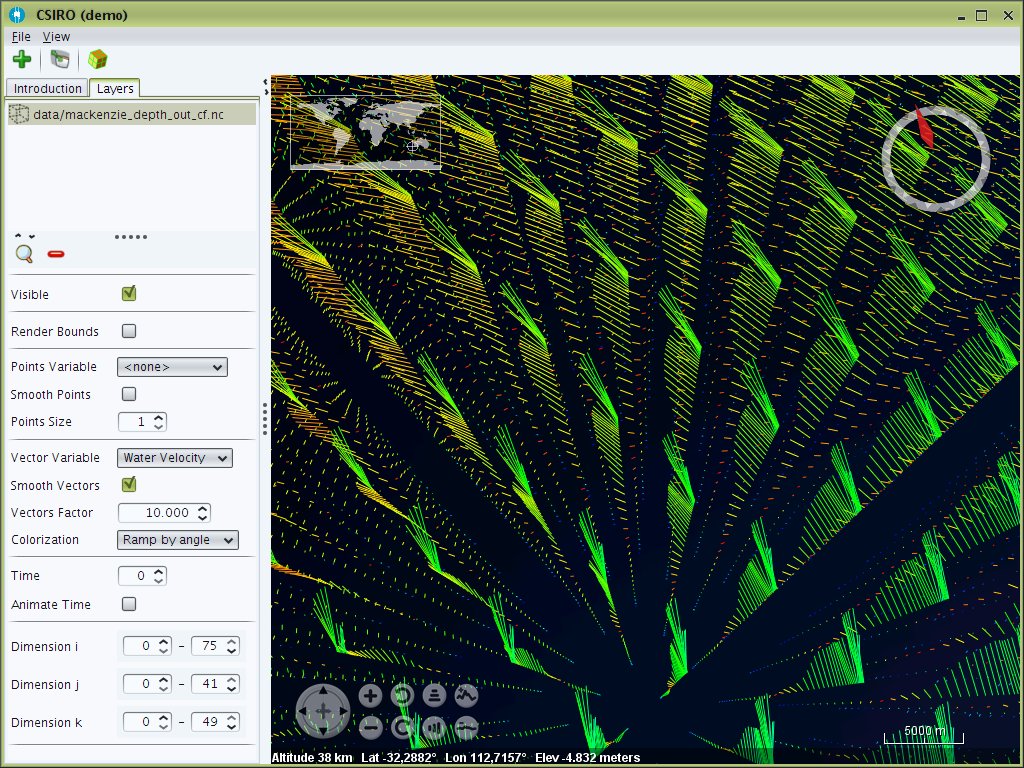 CSIRO (demo)
File View
Introduction Layers
data/mackenzie_depth_out_cf.nc
Visible
Render Bounds
Points Variable <none>
Smooth Points
Points Size 1
Vector Variable Water Velocity
Smooth Vectors
Vectors Factor 10.000
Colorization Ramp by angle
Time 0
Animate Time
Dimension i 0 - 75
Dimension j 0 - 41
Dimension k 0 - 49
5000 m
Altitude 38 km Lat -32,2882° Lon 112,7157° Elev -4.832 meters